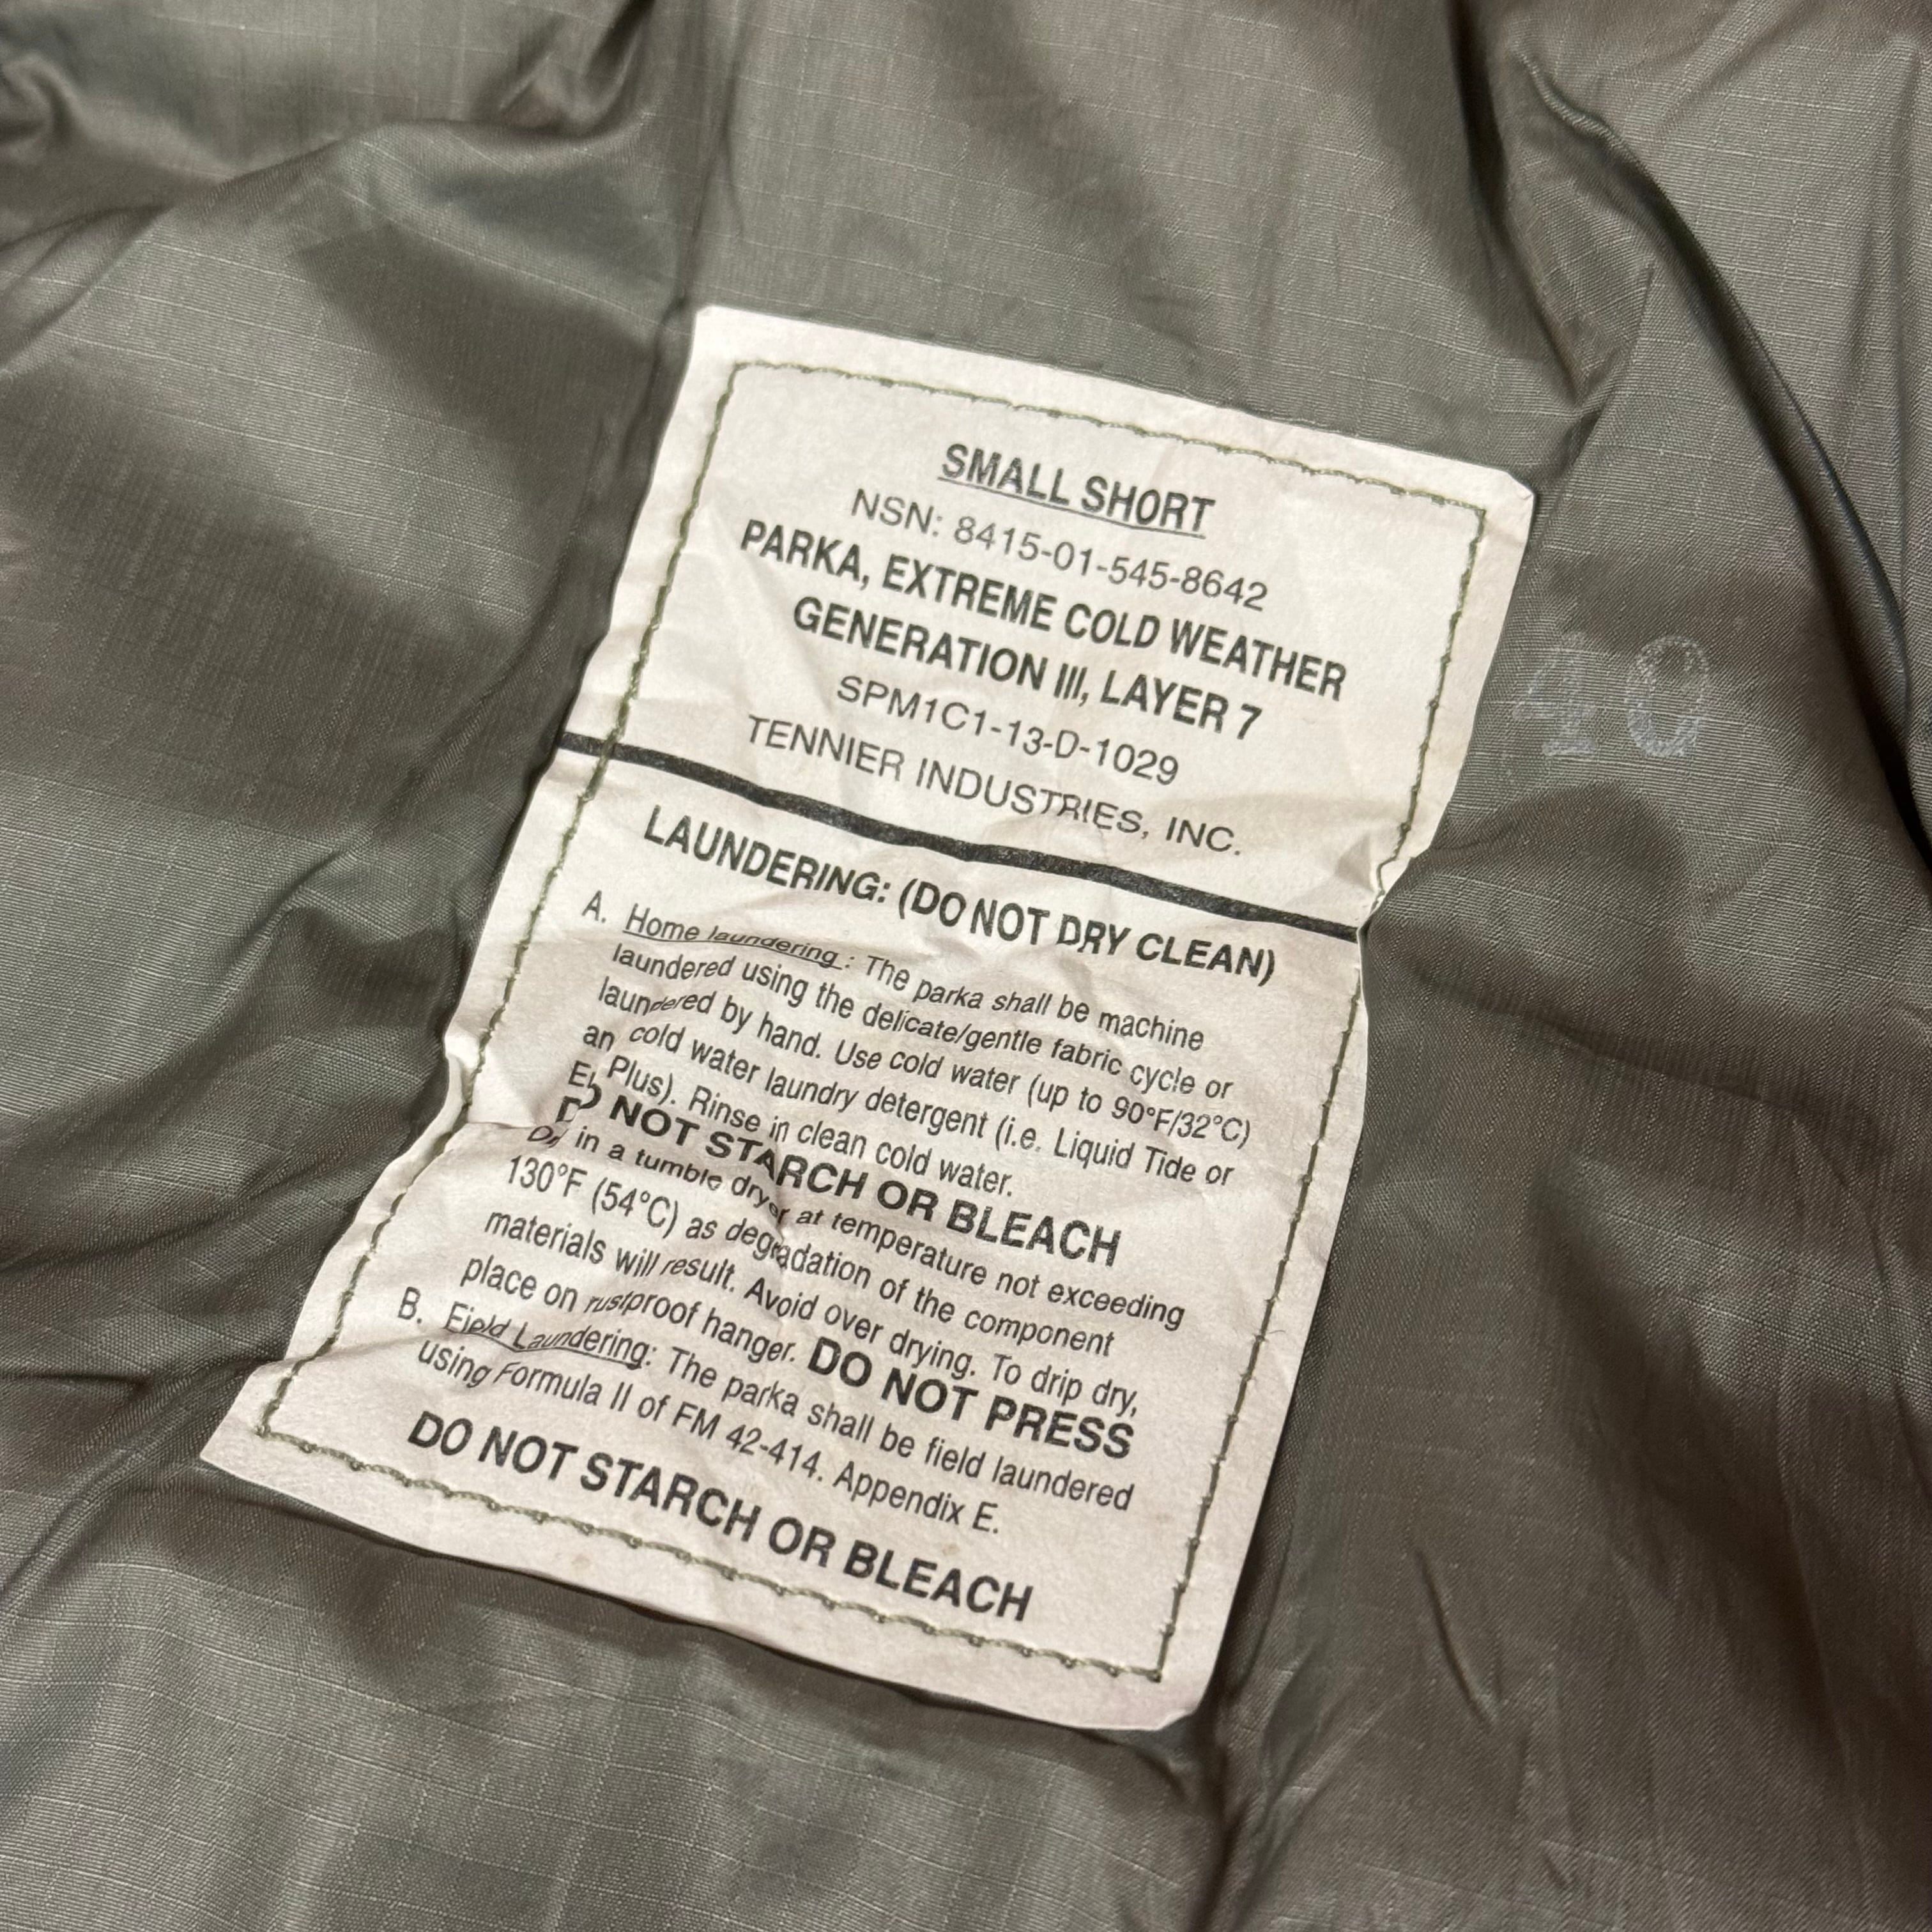 SMALL SHORT
NSN: 8415-01-545-8642
PARKA, EXTREME COLD WEATHER
GENERATION III, LAYER 7
SPM1C1-13-D-1029
TENNIER INDUSTRIES, INC.
LAUNDERING: (DO NOT DRY CLEAN)
A. Home laundering : The parka shall be machine
laundered using the delicate/gentle fabric cycle or
laundered by hand. Use cold water (up to 90°F/32°C)
an cold water laundry detergent (i.e. Liquid Tide or
Plus). Rinse in clean cold water.
DO NOT STARCH OR BLEACH
in a tumble dryer at temperature not exceeding
130°F (54°C) as degradation of the component
materials will result. Avoid over drying. To drip dry,
place on rustproof hanger. DO NOT PRESS
B. Field Laundering: The parka shall be field laundered
using Formula II of FM 42-414. Appendix E.
DO NOT STARCH OR BLEACH
40